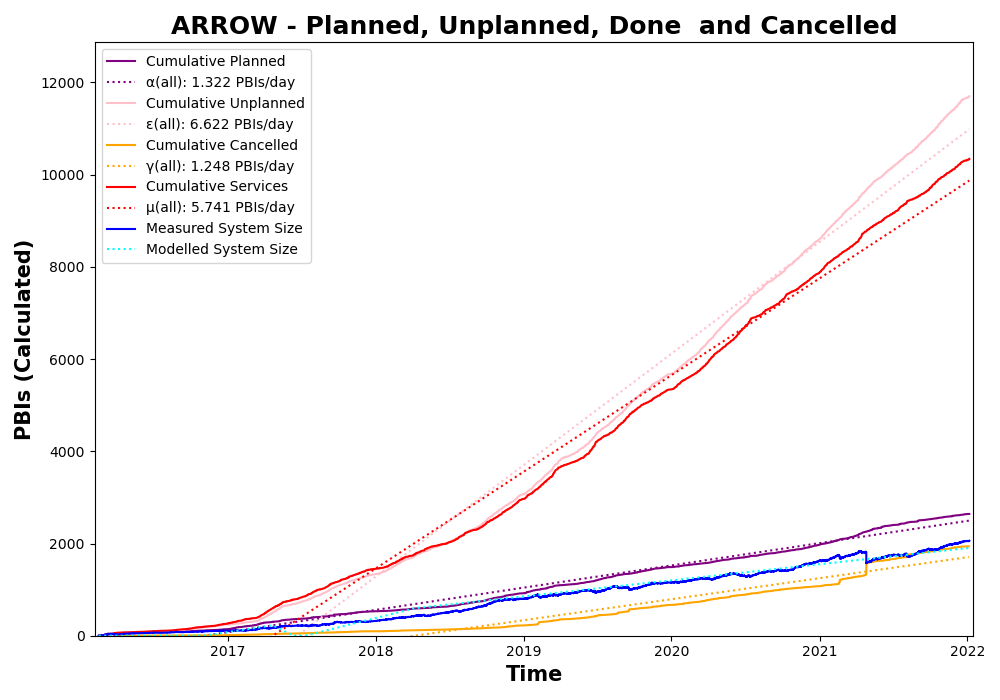 ARROW - Planned, Unplanned, Done  and Cancelled
Cumulative Planned
α(all): 1.322 PBIs/day
Cumulative Unplanned
ε(all): 6.622 PBIs/day
Cumulative Cancelled
γ(all): 1.248 PBIs/day
Cumulative Services
μ(all): 5.741 PBIs/day
Measured System Size
Modelled System Size
PBIs (Calculated)
12000
10000
8000
6000
4000
2000
0
2017 2018 2019 2020 2021 2022
Time